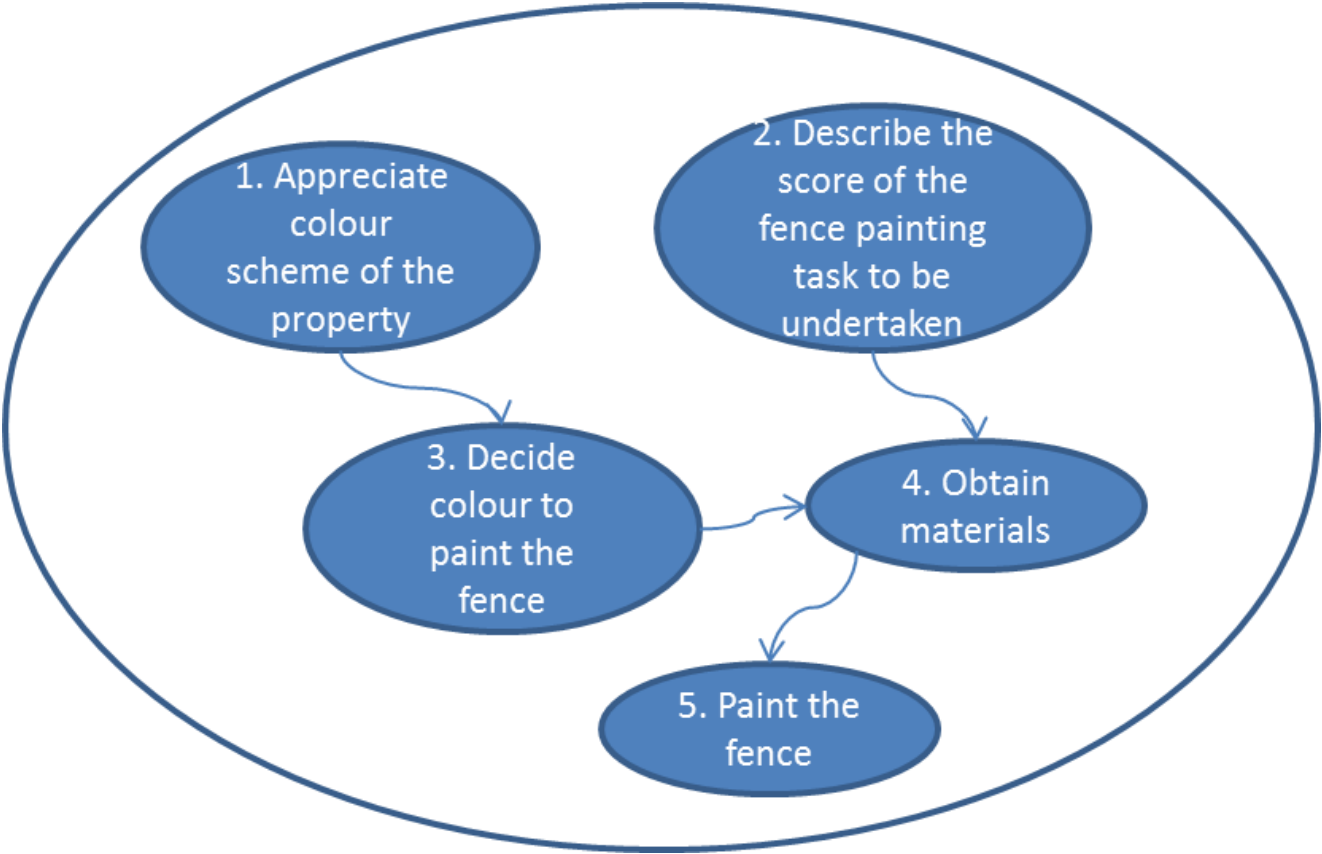 1. Appreciate
colour
scheme of the
property
2. Describe the
score of the
fence painting
task to be
undertaken
3. Decide
colour to
paint the
fence
4. Obtain
materials
5. Paint the
fence